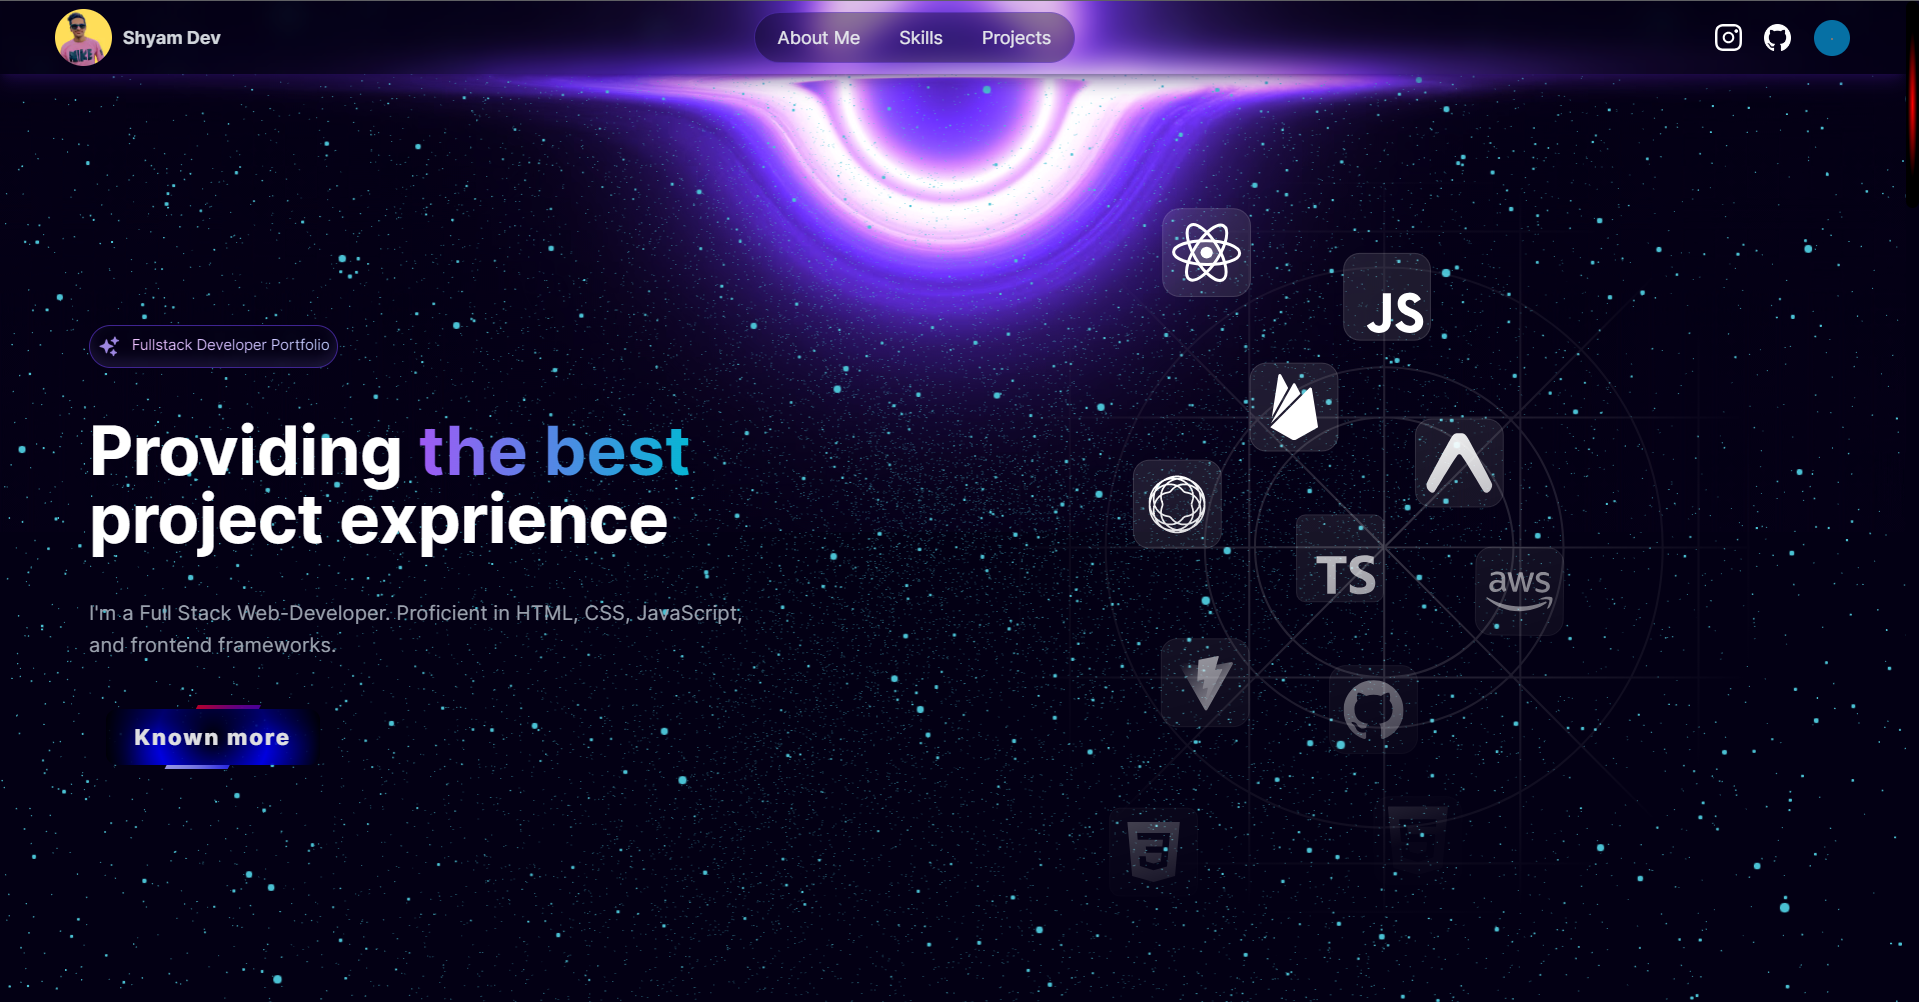 Shyam Dev
About Me Skills Projects
Fullstack Developer Portfolio
Providing the best
project exprience
I'm a Full Stack Web-Developer. Proficient in HTML, CSS, JavaScript,
and frontend frameworks.
Known more
JS
TS
aws